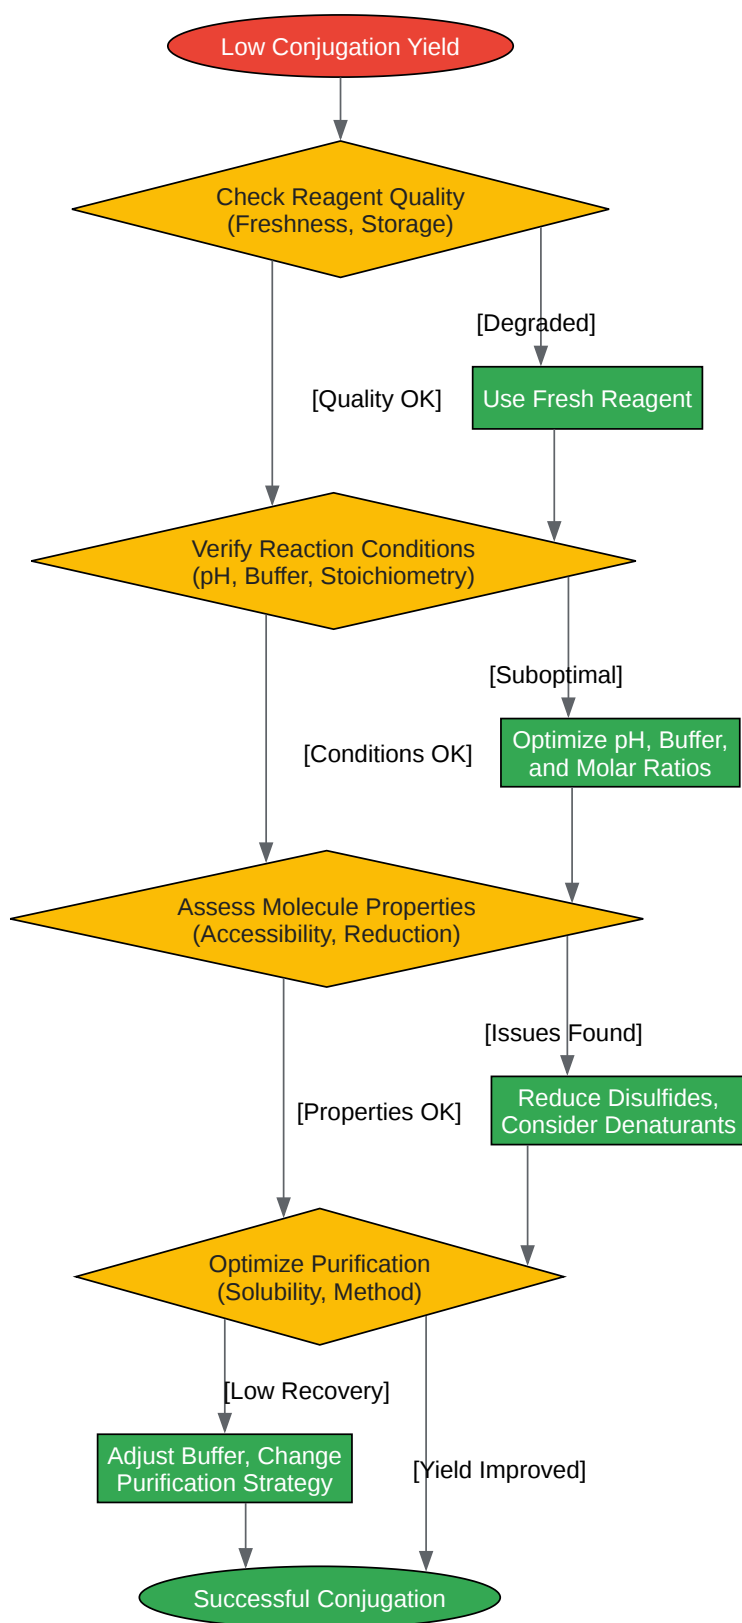 Low Conjugation Yield
Check Reagent Quality
(Freshness, Storage)
[Degraded]
[Quality OK]
Use Fresh Reagent
Verify Reaction Conditions
(pH, Buffer, Stoichiometry)
[Suboptimal]
[Conditions OK]
Optimize pH, Buffer,
and Molar Ratios
Assess Molecule Properties
(Accessibility, Reduction)
[Issues Found]
[Properties OK]
Reduce Disulfides,
Consider Denaturants
Optimize Purification
(Solubility, Method)
[Low Recovery]
Adjust Buffer, Change
Purification Strategy
[Yield Improved]
Successful Conjugation